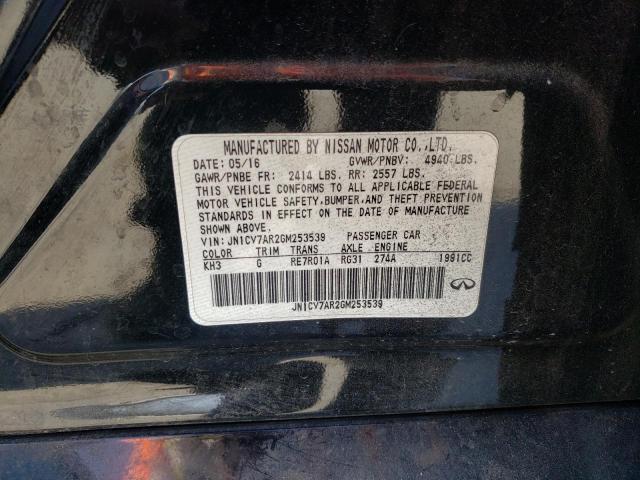 MANUFACTURED BY NISSAN MOTOR CO.,LTD.
DATE: 05/16 GVWR/PNBV: 4940 LBS.
GAWR/PNBE FR: 2414 LBS. RR: 2557 LBS.
THIS VEHICLE CONFORMS TO ALL APPLICABLE FEDERAL
MOTOR VEHICLE SAFETY,BUMPER,AND THEFT PREVENTION
STANDARDS IN EFFECT ON THE DATE OF MANUFACTURE
SHOWN ABOVE.
VIN: JN1CV7AR2GM253539 PASSENGER CAR
COLOR TRIM TRANS AXLE ENGINE
KH3 G RE7R01A RG31 274A 1991CC
JN1CV7AR2GM253539